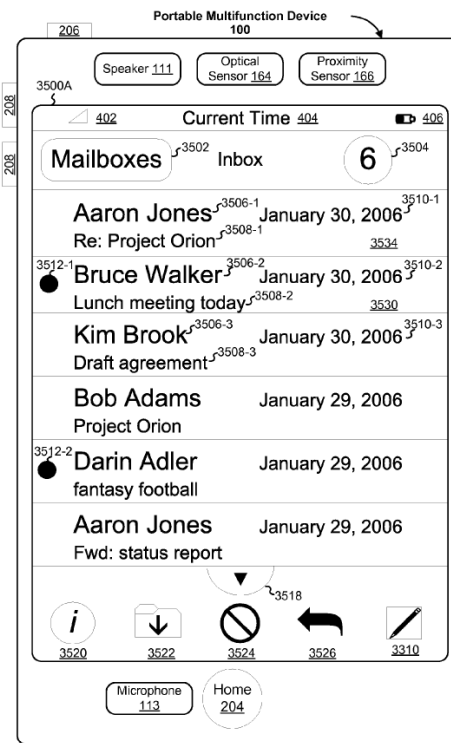 Portable Multifunction Device
100
206
Speaker 111
Optical
Sensor 164
Proximity
Sensor 166
208
208
3500A
402
Current Time 404
406
Mailboxes
3502
Inbox
6
3504
Aaron Jones 3506-1 January 30, 2006 3510-1
Re: Project Orion 3508-1 3534
3512-1 Bruce Walker 3506-2 January 30, 2006 3510-2
Lunch meeting today 3508-2 3530
Kim Brook 3506-3 January 30, 2006 3510-3
Draft agreement 3508-3
Bob Adams January 29, 2006
Project Orion
3512-2 Darin Adler January 29, 2006
fantasy football
Aaron Jones January 29, 2006
Fwd: status report
3518
i
3520 3522 3524 3526 3310
Microphone
113
Home
204